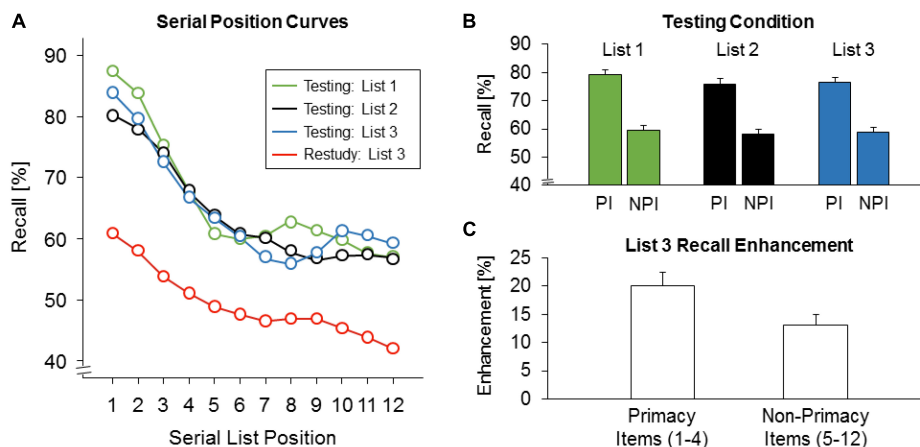 A
Serial Position Curves
90
80
70
60
50
40
Recall [%]
Testing: List 1
Testing: List 2
Testing: List 3
Restudy: List 3
1 2 3 4 5 6 7 8 9 10 11 12
Serial List Position
B
Testing Condition
List 1 List 2 List 3
80
70
60
50
40
Recall [%]
PI NPI PI NPI PI NPI
C
List 3 Recall Enhancement
25
20
15
10
5
0
Enhancement [%]
Primacy
Items (1-4)
Non-Primacy
Items (5-12)